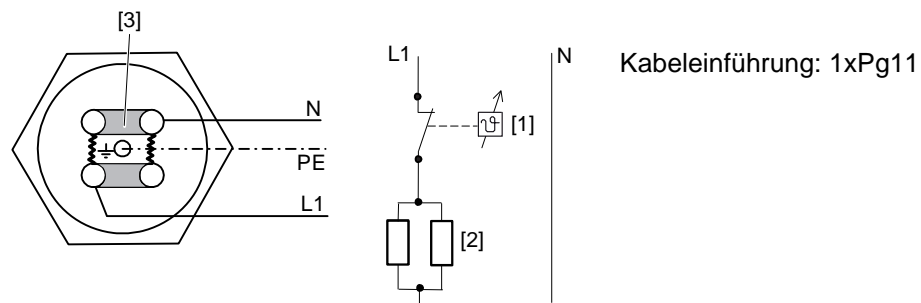 [3]
N
PE
L1
L1
N
ϑ
[1]
[2]
Kabeleinführung: 1xPg11